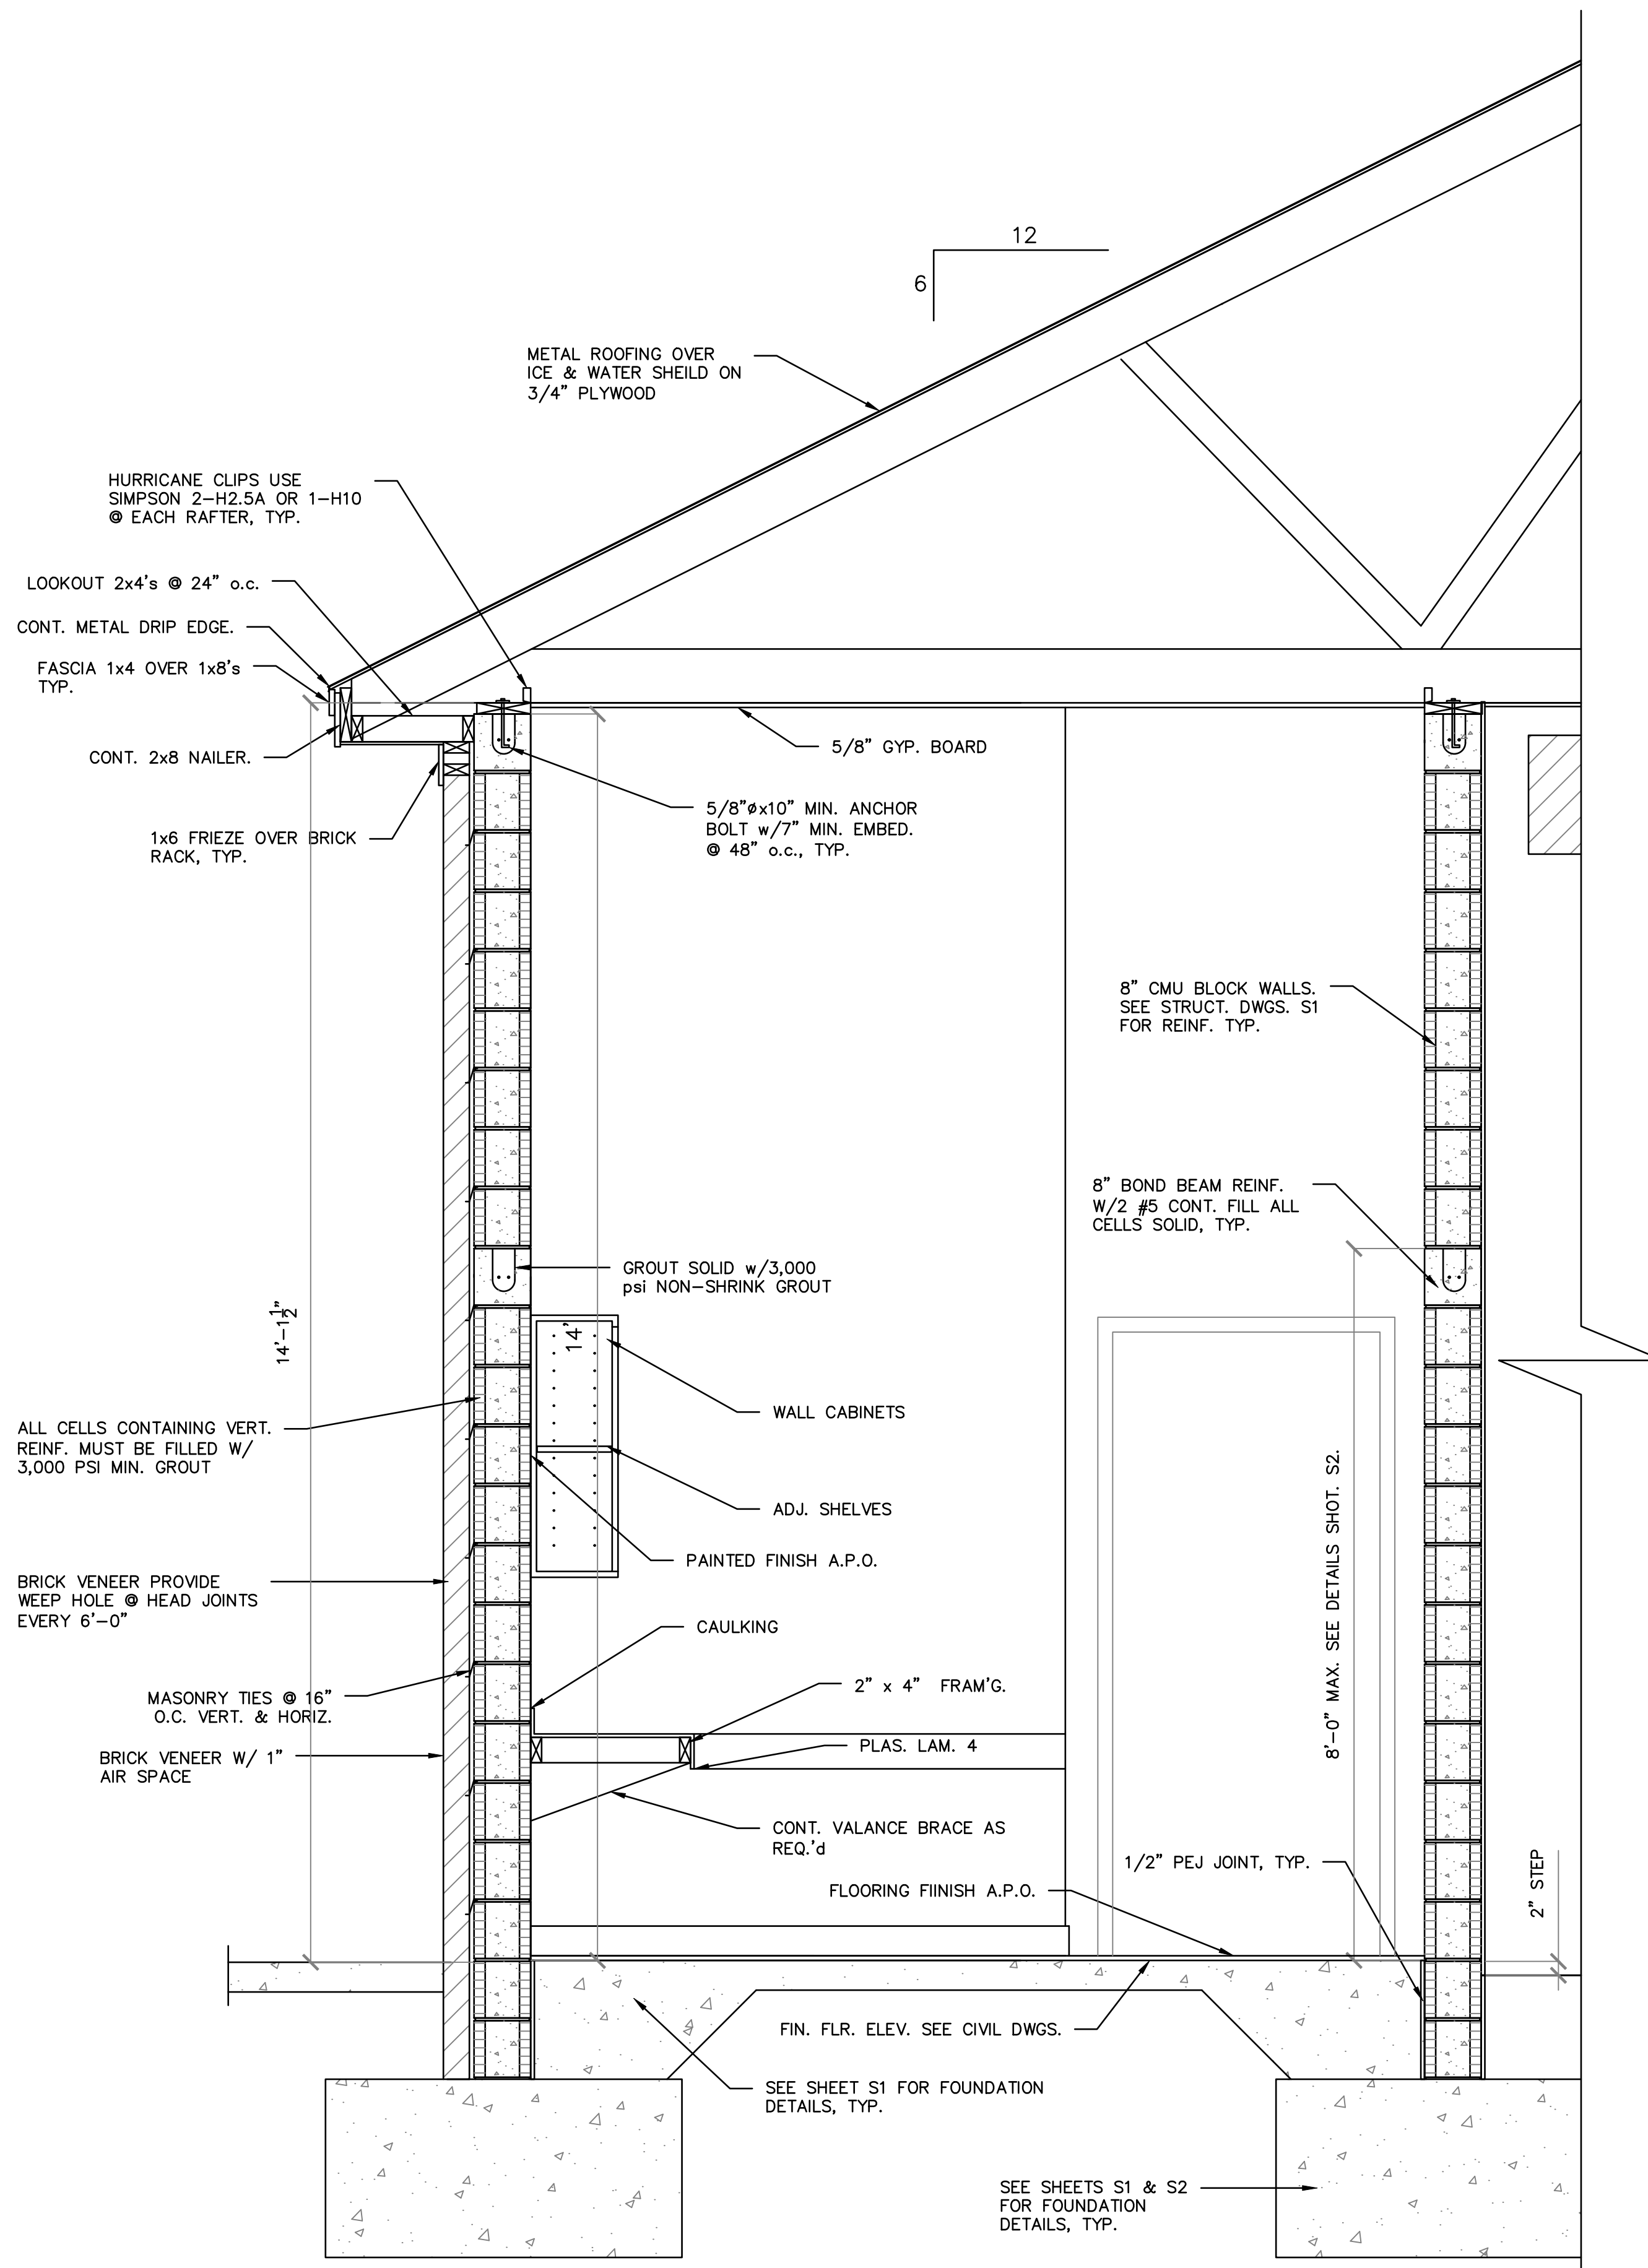 12
6
METAL ROOFING OVER
ICE & WATER SHEILD ON
3/4" PLYWOOD
HURRICANE CLIPS USE
SIMPSON 2-H2.5A OR 1-H10
@ EACH RAFTER, TYP.
LOOKOUT 2x4's @ 24" o.c.
CONT. METAL DRIP EDGE.
FASCIA 1x4 OVER 1x8's
TYP.
CONT. 2x8 NAILER.
1x6 FRIEZE OVER BRICK
RACK, TYP.
5/8" GYP. BOARD
5/8"øx10" MIN. ANCHOR
BOLT w/7" MIN. EMBED.
@ 48" o.c., TYP.
8" CMU BLOCK WALLS.
SEE STRUCT. DWGS. S1
FOR REINF. TYP.
8" BOND BEAM REINF.
W/2 #5 CONT. FILL ALL
CELLS SOLID, TYP.
GROUT SOLID w/3,000
psi NON-SHRINK GROUT
14'-1 1/2"
14'
WALL CABINETS
ALL CELLS CONTAINING VERT.
REINF. MUST BE FILLED W/
3,000 PSI MIN. GROUT
ADJ. SHELVES
PAINTED FINISH A.P.O.
8'-0" MAX. SEE DETAILS SHOT. S2.
BRICK VENEER PROVIDE
WEEP HOLE @ HEAD JOINTS
EVERY 6'-0"
CAULKING
MASONRY TIES @ 16"
O.C. VERT. & HORIZ.
2" x 4" FRAM'G.
PLAS. LAM. 4
BRICK VENEER W/ 1"
AIR SPACE
CONT. VALANCE BRACE AS
REQ.'d
1/2" PEJ JOINT, TYP.
2" STEP
FLOORING FIINISH A.P.O.
FIN. FLR. ELEV. SEE CIVIL DWGS.
SEE SHEET S1 FOR FOUNDATION
DETAILS, TYP.
SEE SHEETS S1 & S2
FOR FOUNDATION
DETAILS, TYP.